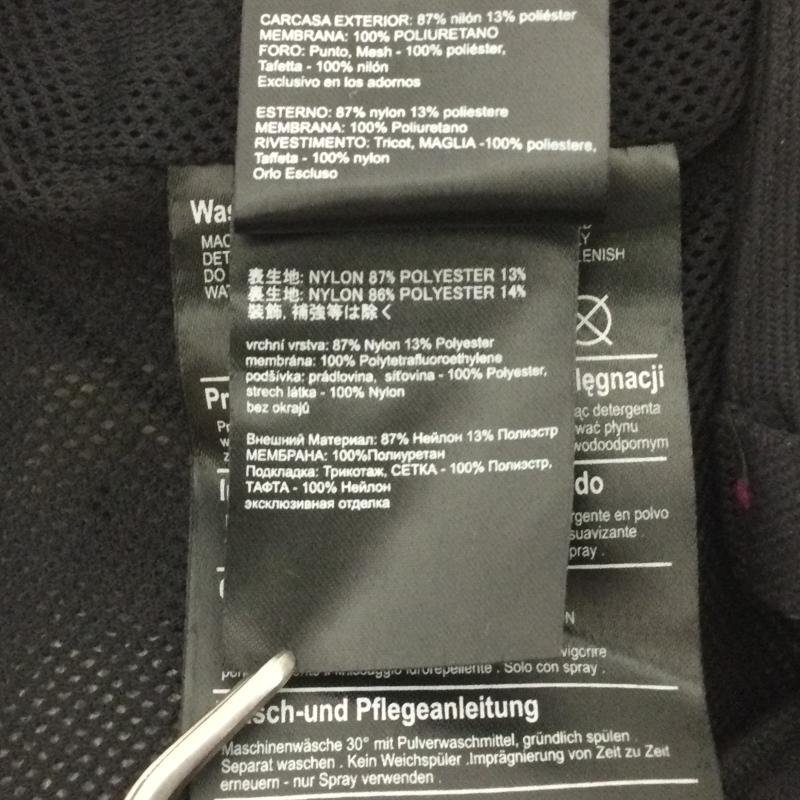 CARCASA EXTERIOR: 87% nilón 13% poliéster
MEMBRANA: 100% POLIURETANO
FORO: Punto, Mesh - 100% poliéster,
Tafetta - 100% nilón
Exclusivo en los adornos
ESTERNO: 87% nylon 13% poliestere
MEMBRANA: 100% Poliuretano
RIVESTIMENTO: Tricot, MAGLIA -100% poliestere,
Taffeta - 100% nylon
Orlo Escluso
表生地: NYLON 87% POLYESTER 13%
裏生地: NYLON 86% POLYESTER 14%
装飾, 補強等は除く
vrchní vrstva: 87% Nylon 13% Polyester
membrána: 100% Polytetrafluoroethylene
podšívka: prádlovina, síťovina - 100% Polyester,
strech látka - 100% Nylon
bez okrajů
Внешний Материал: 87% Нейлон 13% Полиэстр
МЕМБРАНА: 100%Полиуретан
Подкладка: Трикотаж, СЕТКА - 100% Полиэстр,
ТАФТА - 100% Нейлон
эксклюзивная отделка
Was
MAC
DET
DO
WAT
LENISH
Pr
lęgnacji
ąc detergenta
wać płynu
wodoodpornym
do
rgente en polvo
suavizante .
pray .
N
vigorire
idrorepellente . Solo con spray .
sch-und Pflegeanleitung
Maschinenwäsche 30° mit Pulverwaschmittel, gründlich spülen .
Separat waschen . Kein Weichspüler .Imprägnierung von Zeit zu Zeit
erneuern - nur Spray verwenden .